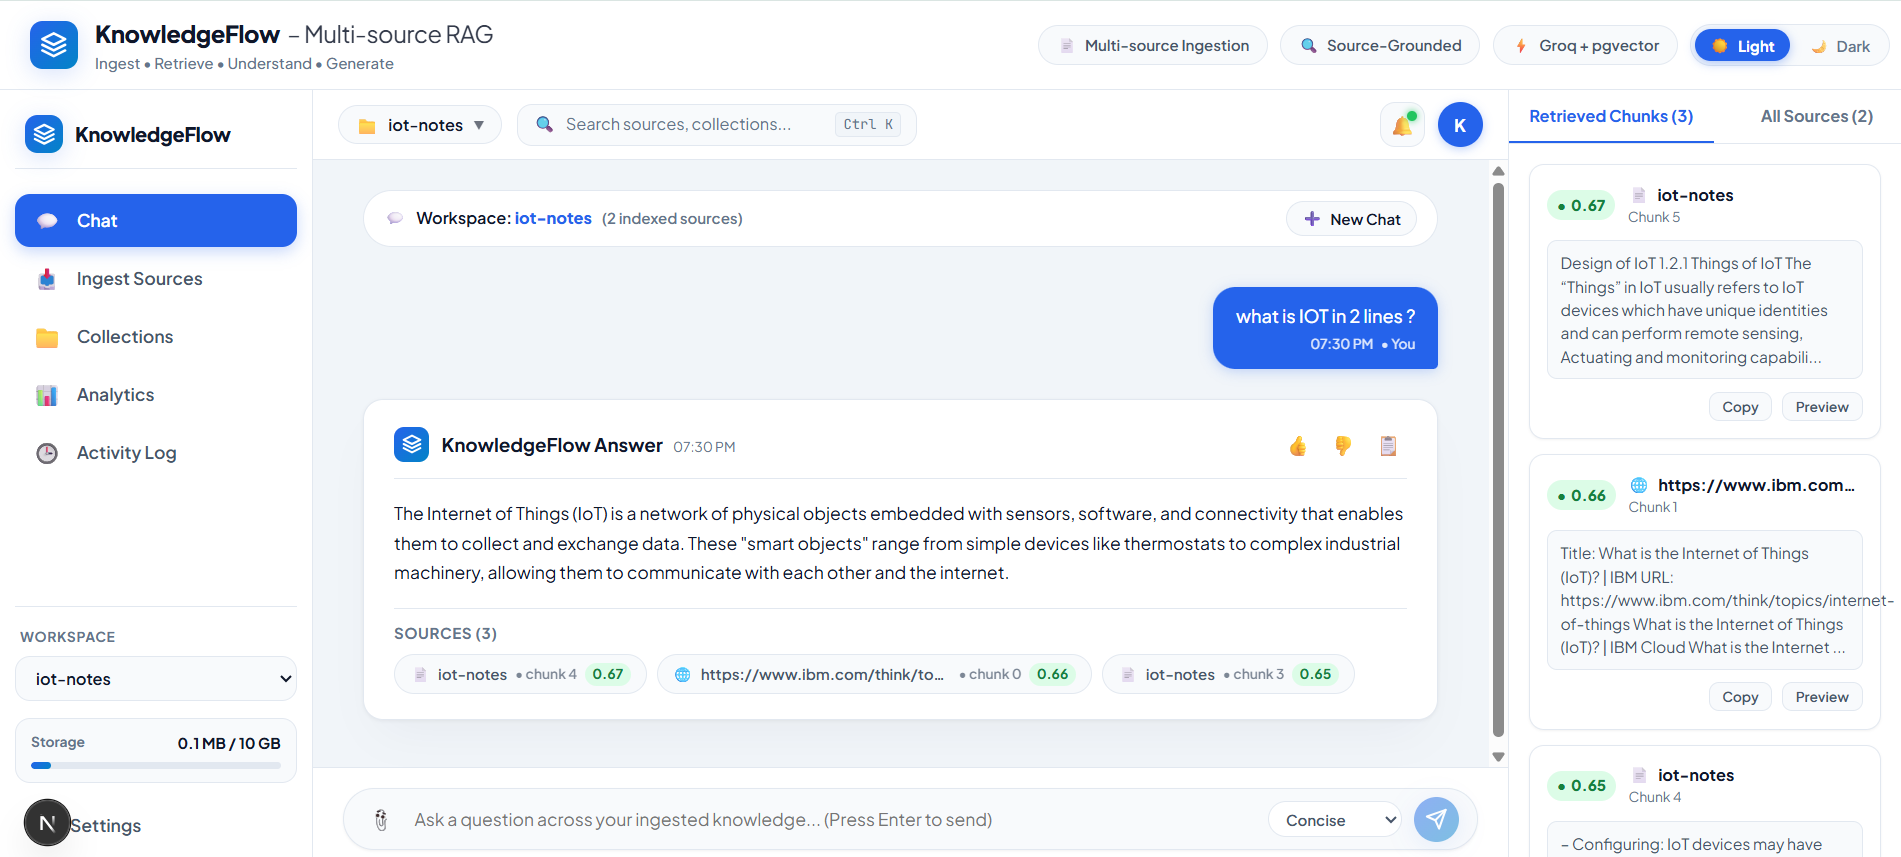 KnowledgeFlow – Multi-source RAG
Ingest • Retrieve • Understand • Generate
Multi-source Ingestion
Source-Grounded
Groq + pgvector
Light
Dark
KnowledgeFlow
Chat
Ingest Sources
Collections
Analytics
Activity Log
WORKSPACE
iot-notes
Storage 0.1 MB / 10 GB
N
Settings
iot-notes ▼
Search sources, collections... Ctrl K
K
Workspace: iot-notes (2 indexed sources)
New Chat
what is IOT in 2 lines ?
07:30 PM • You
KnowledgeFlow Answer 07:30 PM
The Internet of Things (IoT) is a network of physical objects embedded with sensors, software, and connectivity that enables
them to collect and exchange data. These "smart objects" range from simple devices like thermostats to complex industrial
machinery, allowing them to communicate with each other and the internet.
SOURCES (3)
iot-notes • chunk 4 0.67
https://www.ibm.com/think/to... • chunk 0 0.66
iot-notes • chunk 3 0.65
Ask a question across your ingested knowledge... (Press Enter to send)
Concise
Retrieved Chunks (3)
All Sources (2)
• 0.67
iot-notes
Chunk 5
Design of IoT 1.2.1 Things of IoT The
“Things” in IoT usually refers to IoT
devices which have unique identities
and can perform remote sensing,
Actuating and monitoring capabili...
Copy
Preview
• 0.66
https://www.ibm.com...
Chunk 1
Title: What is the Internet of Things
(IoT)? | IBM URL:
https://www.ibm.com/think/topics/internet-
of-things What is the Internet of Things
(IoT)? | IBM Cloud What is the Internet ...
Copy
Preview
• 0.65
iot-notes
Chunk 4
– Configuring: IoT devices may have